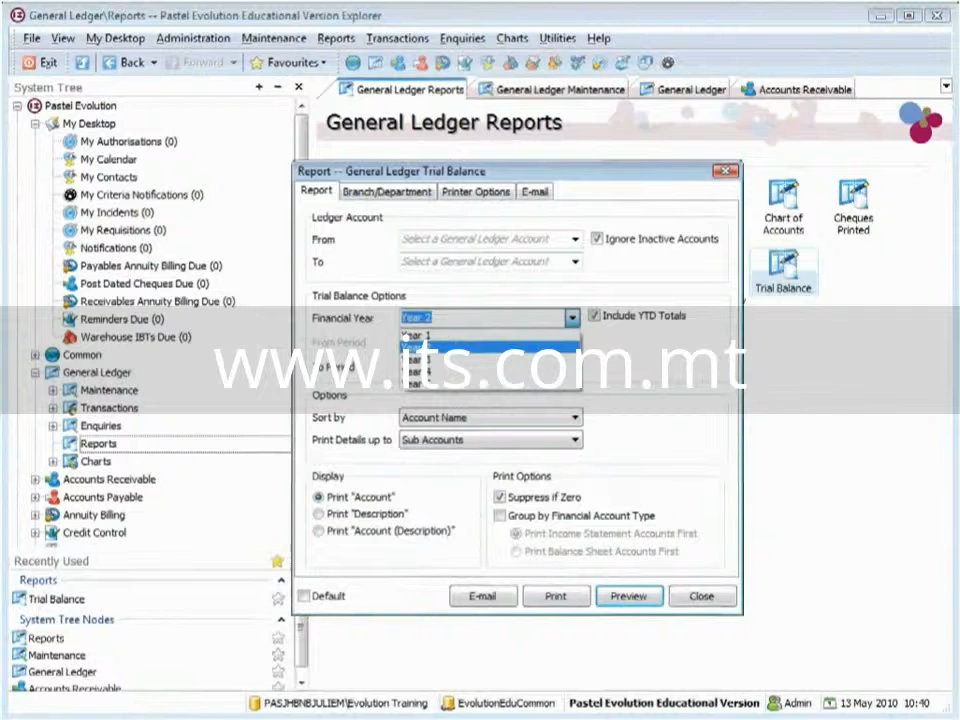 General Ledger\Reports -- Pastel Evolution Educational Version Explorer
File View My Desktop Administration Maintenance Reports Transactions Enquiries Charts Utilities Help
Exit Back Forward Favourites
System Tree
General Ledger Reports General Ledger Maintenance General Ledger Accounts Receivable
Pastel Evolution
My Desktop
My Authorisations (0)
My Calendar
My Contacts
My Criteria Notifications (0)
My Incidents (0)
My Requisitions (0)
Notifications (0)
Payables Annuity Billing Due (0)
Post Dated Cheques Due (0)
Receivables Annuity Billing Due (0)
Reminders Due (0)
Warehouse IBTs Due (0)
Common
General Ledger
Maintenance
Transactions
Enquiries
Reports
Charts
Accounts Receivable
Accounts Payable
Annuity Billing
Credit Control
Recently Used
Reports
Trial Balance
System Tree Nodes
Reports
Maintenance
General Ledger
Accounts Receivable
General Ledger Reports
Chart of Accounts
Cheques Printed
Trial Balance
Report -- General Ledger Trial Balance
Report Branch/Department Printer Options E-mail
Ledger Account
From Select a General Ledger Account Ignore Inactive Accounts
To Select a General Ledger Account
Trial Balance Options
Financial Year Year 2 Include YTD Totals
From Period Year 1
To Period
www.its.com.mt
Options
Sort by Account Name
Print Details up to Sub Accounts
Display
Print "Account"
Print "Description"
Print "Account (Description)"
Print Options
Suppress if Zero
Group by Financial Account Type
Print Income Statement Accounts First
Print Balance Sheet Accounts First
Default E-mail Print Preview Close
PASJHBNBJULIEM\Evolution Training EvolutionEduCommon Pastel Evolution Educational Version Admin 13 May 2010 10:40